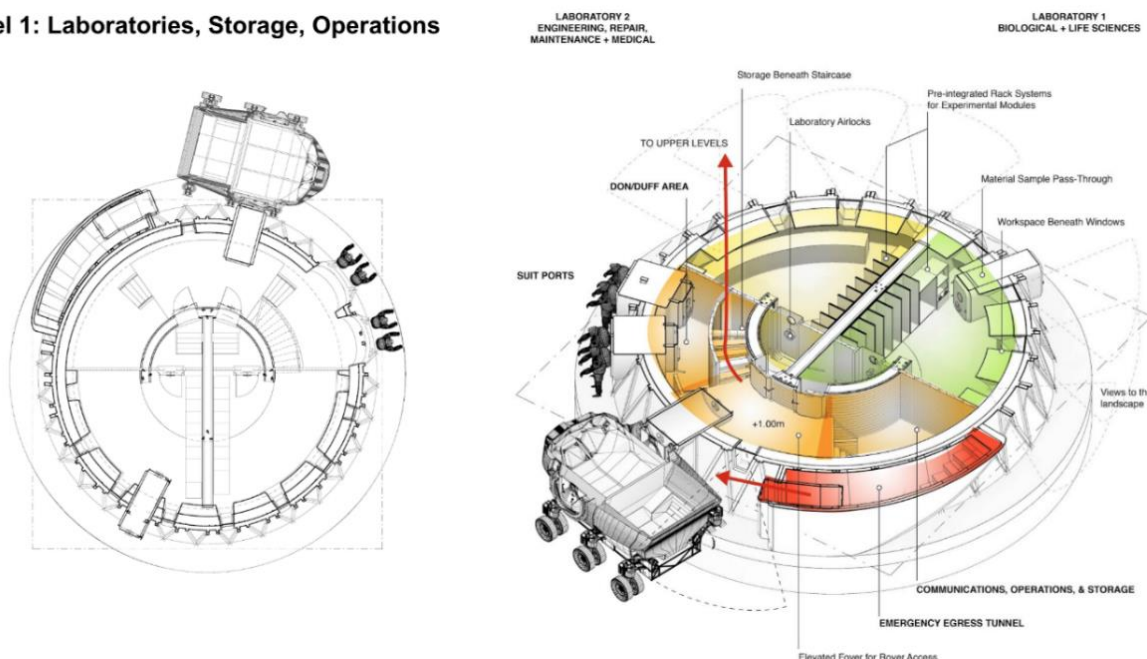 el 1: Laboratories, Storage, Operations
LABORATORY 2
ENGINEERING, REPAIR,
MAINTENANCE + MEDICAL
LABORATORY 1
BIOLOGICAL + LIFE SCIENCES
Storage Beneath Staircase
Pre-integrated Rack Systems
for Experimental Modules
Laboratory Airlocks
TO UPPER LEVELS
Material Sample Pass-Through
DON/DUFF AREA
Workspace Beneath Windows
SUIT PORTS
Views to th
landscape
+1.00m
COMMUNICATIONS, OPERATIONS, & STORAGE
EMERGENCY EGRESS TUNNEL
Elevated Foyer for Rover Access